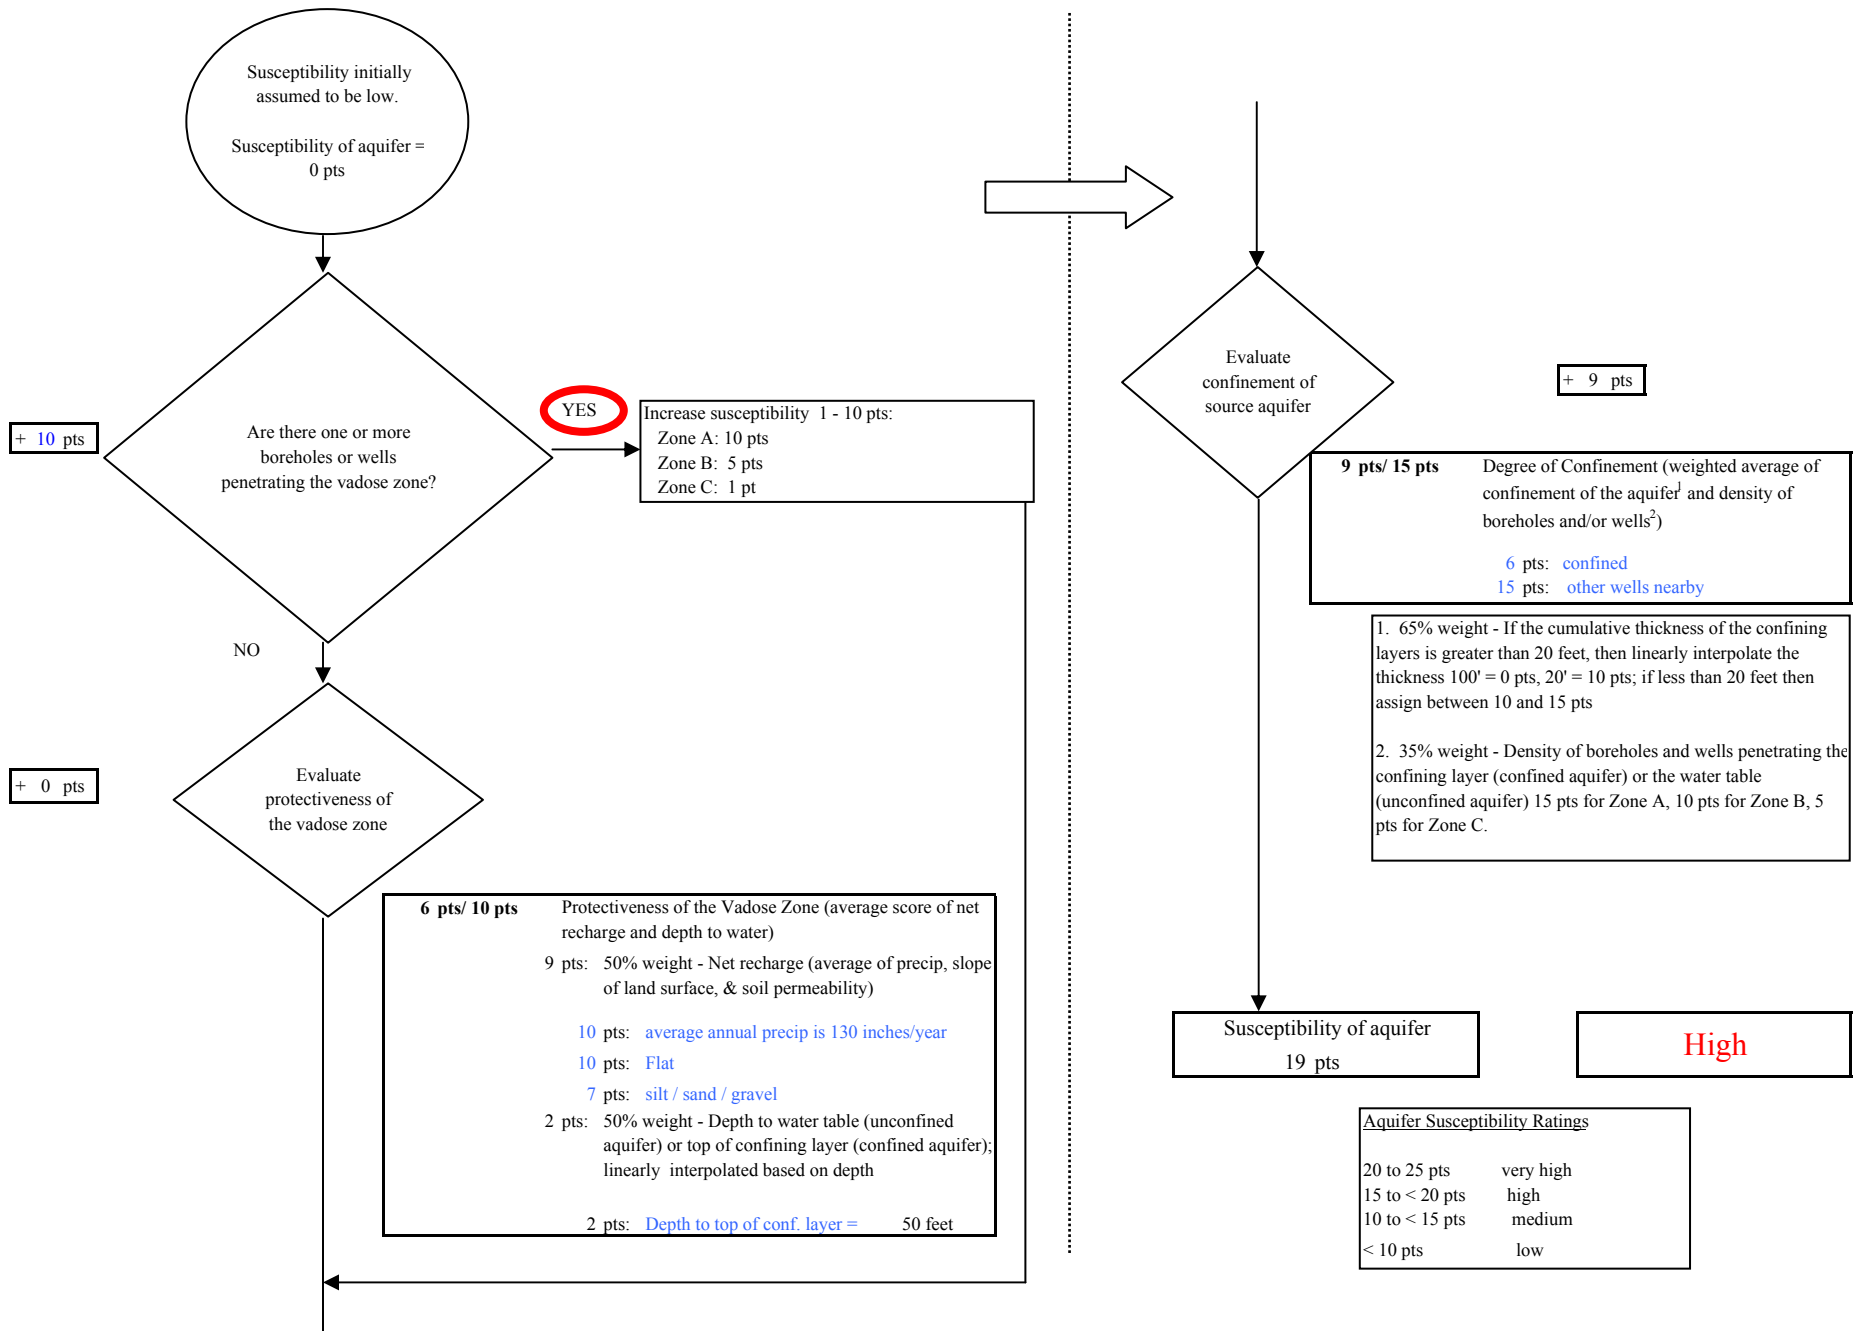 Susceptibility initially
assumed to be low.
Susceptibility of aquifer =
0 pts
+ 10 pts
Are there one or more
boreholes or wells
penetrating the vadose zone?
YES
Increase susceptibility 1 - 10 pts:
Zone A: 10 pts
Zone B: 5 pts
Zone C: 1 pt
NO
+ 0 pts
Evaluate
protectiveness of
the vadose zone
6 pts/ 10 pts Protectiveness of the Vadose Zone (average score of net
recharge and depth to water)
9 pts: 50% weight - Net recharge (average of precip, slope
of land surface, & soil permeability)
10 pts: average annual precip is 130 inches/year
10 pts: Flat
7 pts: silt / sand / gravel
2 pts: 50% weight - Depth to water table (unconfined
aquifer) or top of confining layer (confined aquifer);
linearly interpolated based on depth
2 pts: Depth to top of conf. layer = 50 feet
Evaluate
confinement of
source aquifer
+ 9 pts
9 pts/ 15 pts Degree of Confinement (weighted average of
confinement of the aquifer1 and density of
boreholes and/or wells2)
6 pts: confined
15 pts: other wells nearby
1. 65% weight - If the cumulative thickness of the confining
layers is greater than 20 feet, then linearly interpolate the
thickness 100' = 0 pts, 20' = 10 pts; if less than 20 feet then
assign between 10 and 15 pts
2. 35% weight - Density of boreholes and wells penetrating the
confining layer (confined aquifer) or the water table
(unconfined aquifer) 15 pts for Zone A, 10 pts for Zone B, 5
pts for Zone C.
Susceptibility of aquifer
19 pts
High
Aquifer Susceptibility Ratings
20 to 25 pts very high
15 to < 20 pts high
10 to < 15 pts medium
< 10 pts low